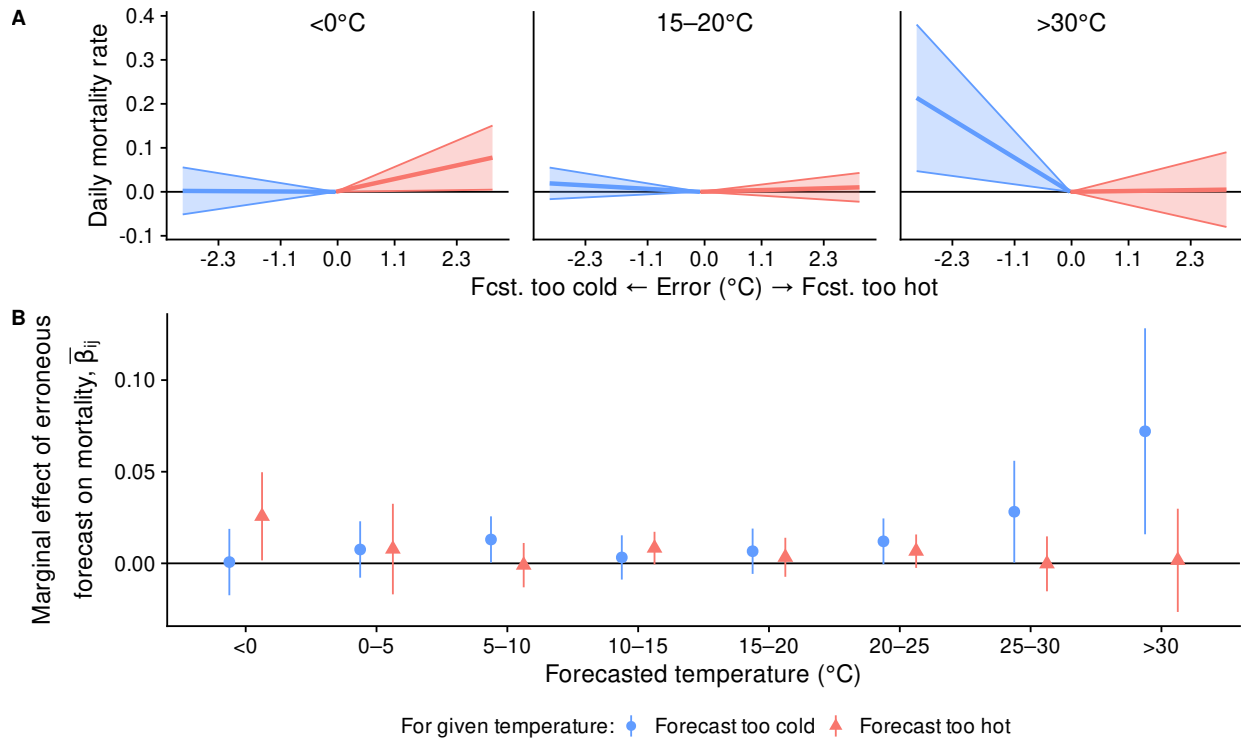 A
<0°C
15–20°C
>30°C
Daily mortality rate
0.4
0.3
0.2
0.1
0.0
-0.1
-2.3 -1.1 0.0 1.1 2.3
-2.3 -1.1 0.0 1.1 2.3
-2.3 -1.1 0.0 1.1 2.3
Fcst. too cold ← Error (°C) → Fcst. too hot
B
Marginal effect of erroneous
forecast on mortality, β̅ij
0.10
0.05
0.00
<0 0–5 5–10 10–15 15–20 20–25 25–30 >30
Forecasted temperature (°C)
For given temperature: Forecast too cold Forecast too hot